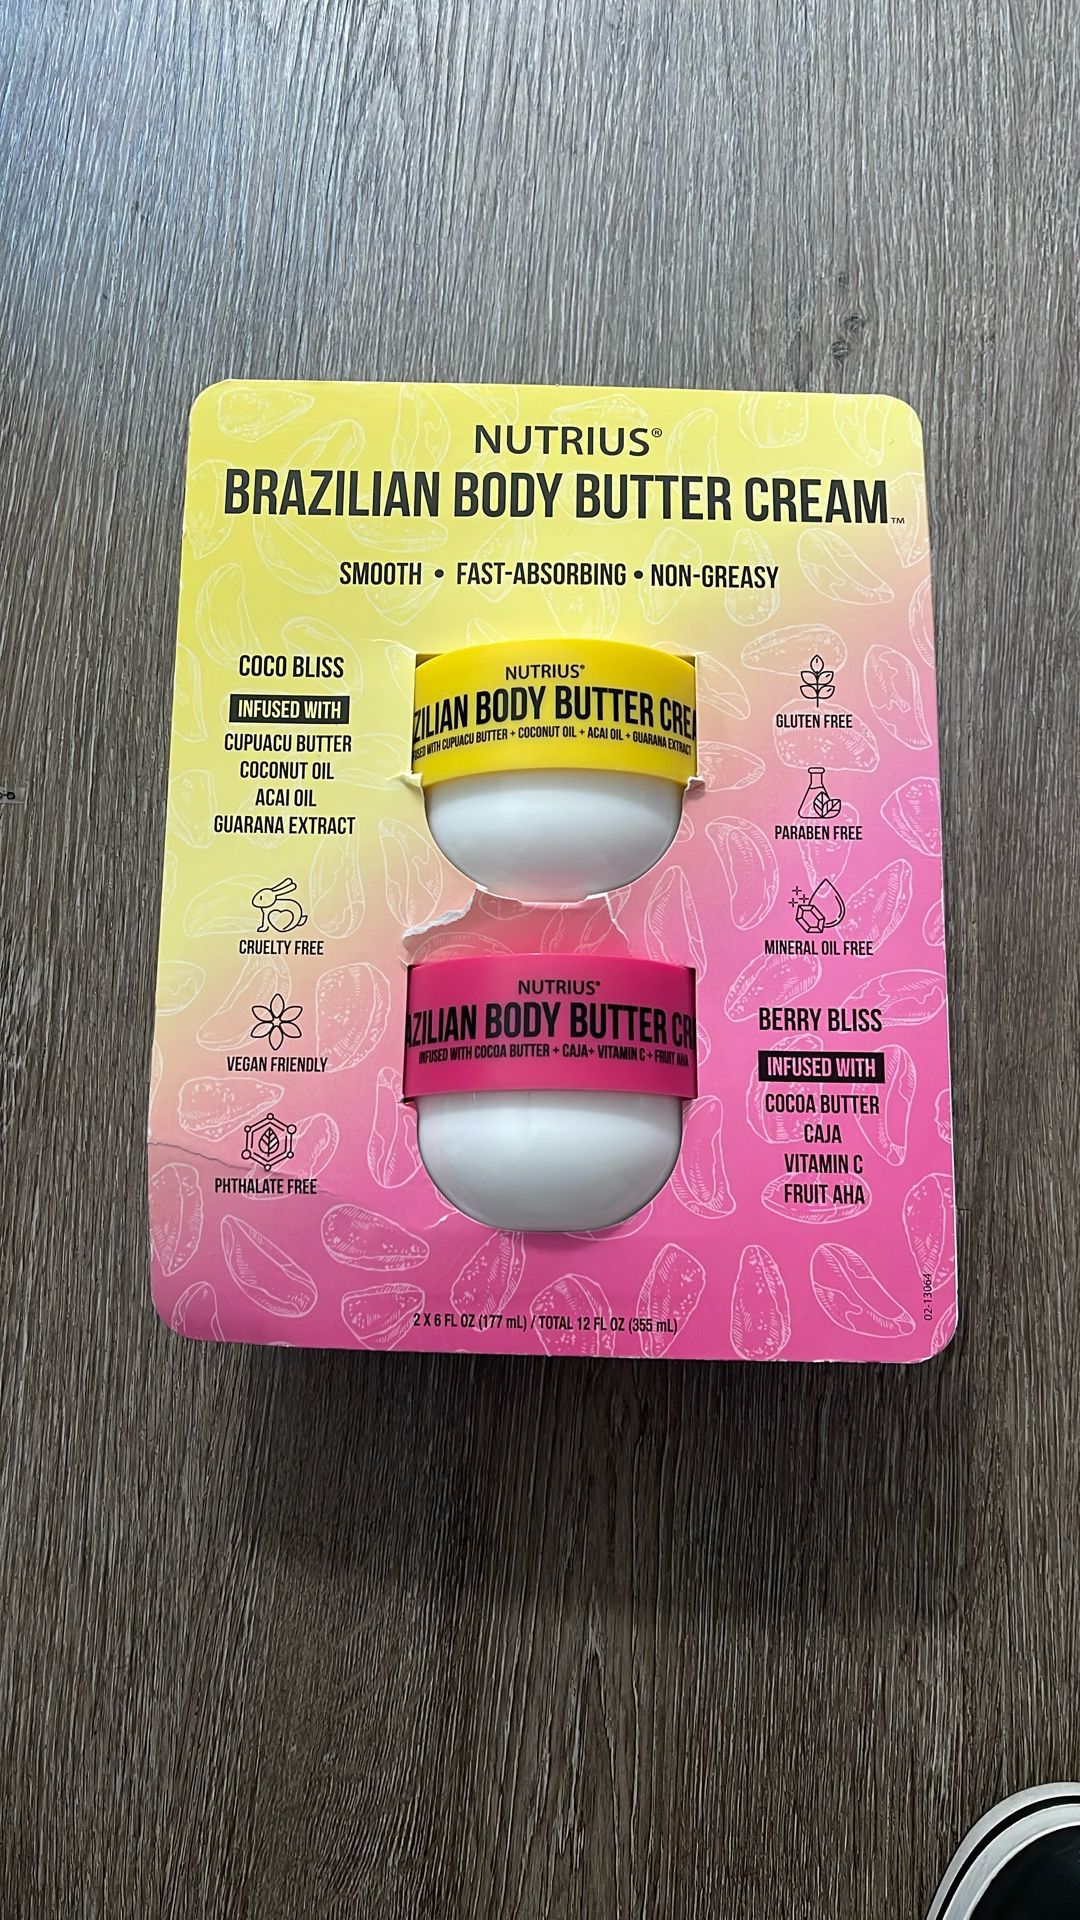 NUTRIUS®
BRAZILIAN BODY BUTTER CREAM™
SMOOTH • FAST-ABSORBING • NON-GREASY
COCO BLISS
INFUSED WITH
CUPUACU BUTTER
COCONUT OIL
ACAI OIL
GUARANA EXTRACT
CRUELTY FREE
VEGAN FRIENDLY
PHTHALATE FREE
NUTRIUS®
ZILIAN BODY BUTTER CREA
USED WITH CUPUACU BUTTER + COCONUT OIL + ACAI OIL + GUARANA EXTRACT
NUTRIUS®
AZILIAN BODY BUTTER CR
INFUSED WITH COCOA BUTTER + CAJA+ VITAMIN C + FRUIT AHA
GLUTEN FREE
PARABEN FREE
MINERAL OIL FREE
BERRY BLISS
INFUSED WITH
COCOA BUTTER
CAJA
VITAMIN C
FRUIT AHA
2 X 6 FL OZ (177 mL) / TOTAL 12 FL OZ (355 mL)
02-13064